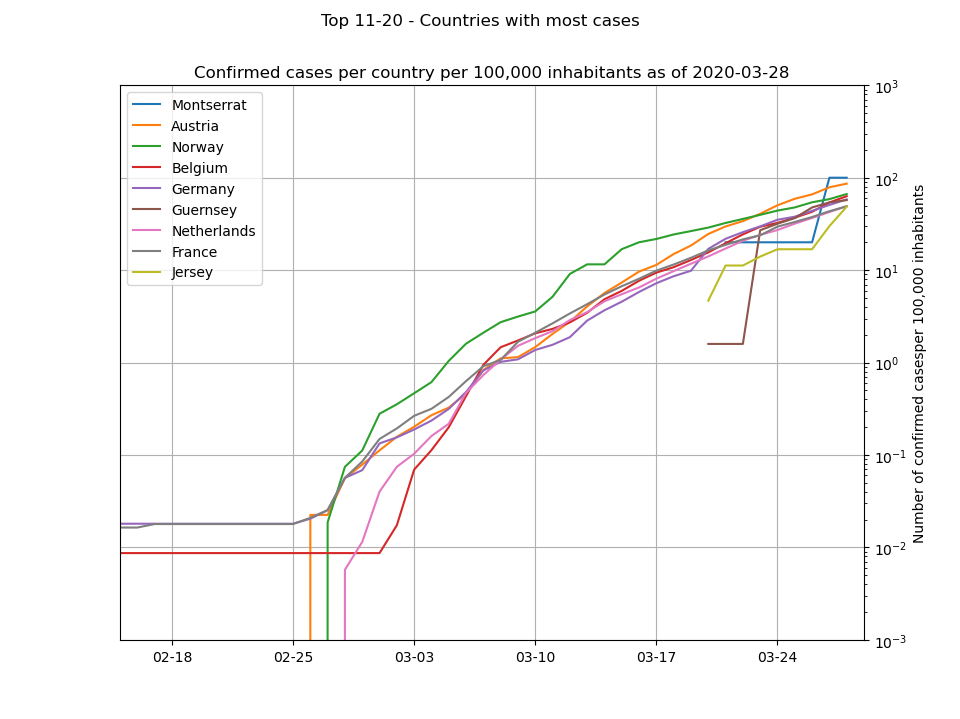 Top 11-20 - Countries with most cases
Confirmed cases per country per 100,000 inhabitants as of 2020-03-28
Montserrat
Austria
Norway
Belgium
Germany
Guernsey
Netherlands
France
Jersey
10³
10²
10¹
10⁰
10⁻¹
10⁻²
10⁻³
Number of confirmed casesper 100,000 inhabitants
02-18
02-25
03-03
03-10
03-17
03-24